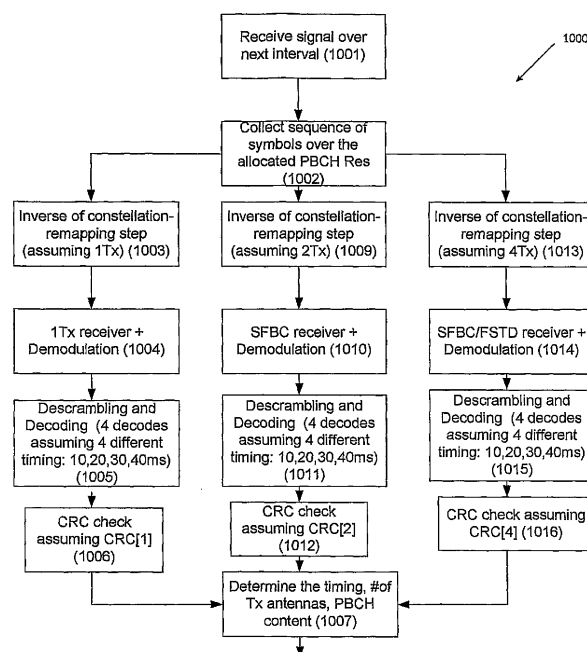 Receive signal over
next interval (1001)
1000
Collect sequence of
symbols over the
allocated PBCH Res
(1002)
Inverse of constellation-
remapping step
(assuming 1Tx) (1003)
Inverse of constellation-
remapping step
(assuming 2Tx) (1009)
Inverse of constellation-
remapping step
(assuming 4Tx) (1013)
1Tx receiver +
Demodulation (1004)
SFBC receiver +
Demodulation (1010)
SFBC/FSTD receiver +
Demodulation (1014)
Descrambling and
Decoding (4 decodes
assuming 4 different
timing: 10,20,30,40ms)
(1005)
Descrambling and
Decoding (4 decodes
assuming 4 different
timing: 10,20,30,40ms)
(1011)
Descrambling and
Decoding (4 decodes
assuming 4 different
timing: 10,20,30,40ms)
(1015)
CRC check
assuming CRC[1]
(1006)
CRC check
assuming CRC[2]
(1012)
CRC check assuming
CRC[4] (1016)
Determine the timing, #of
Tx antennas, PBCH
content (1007)